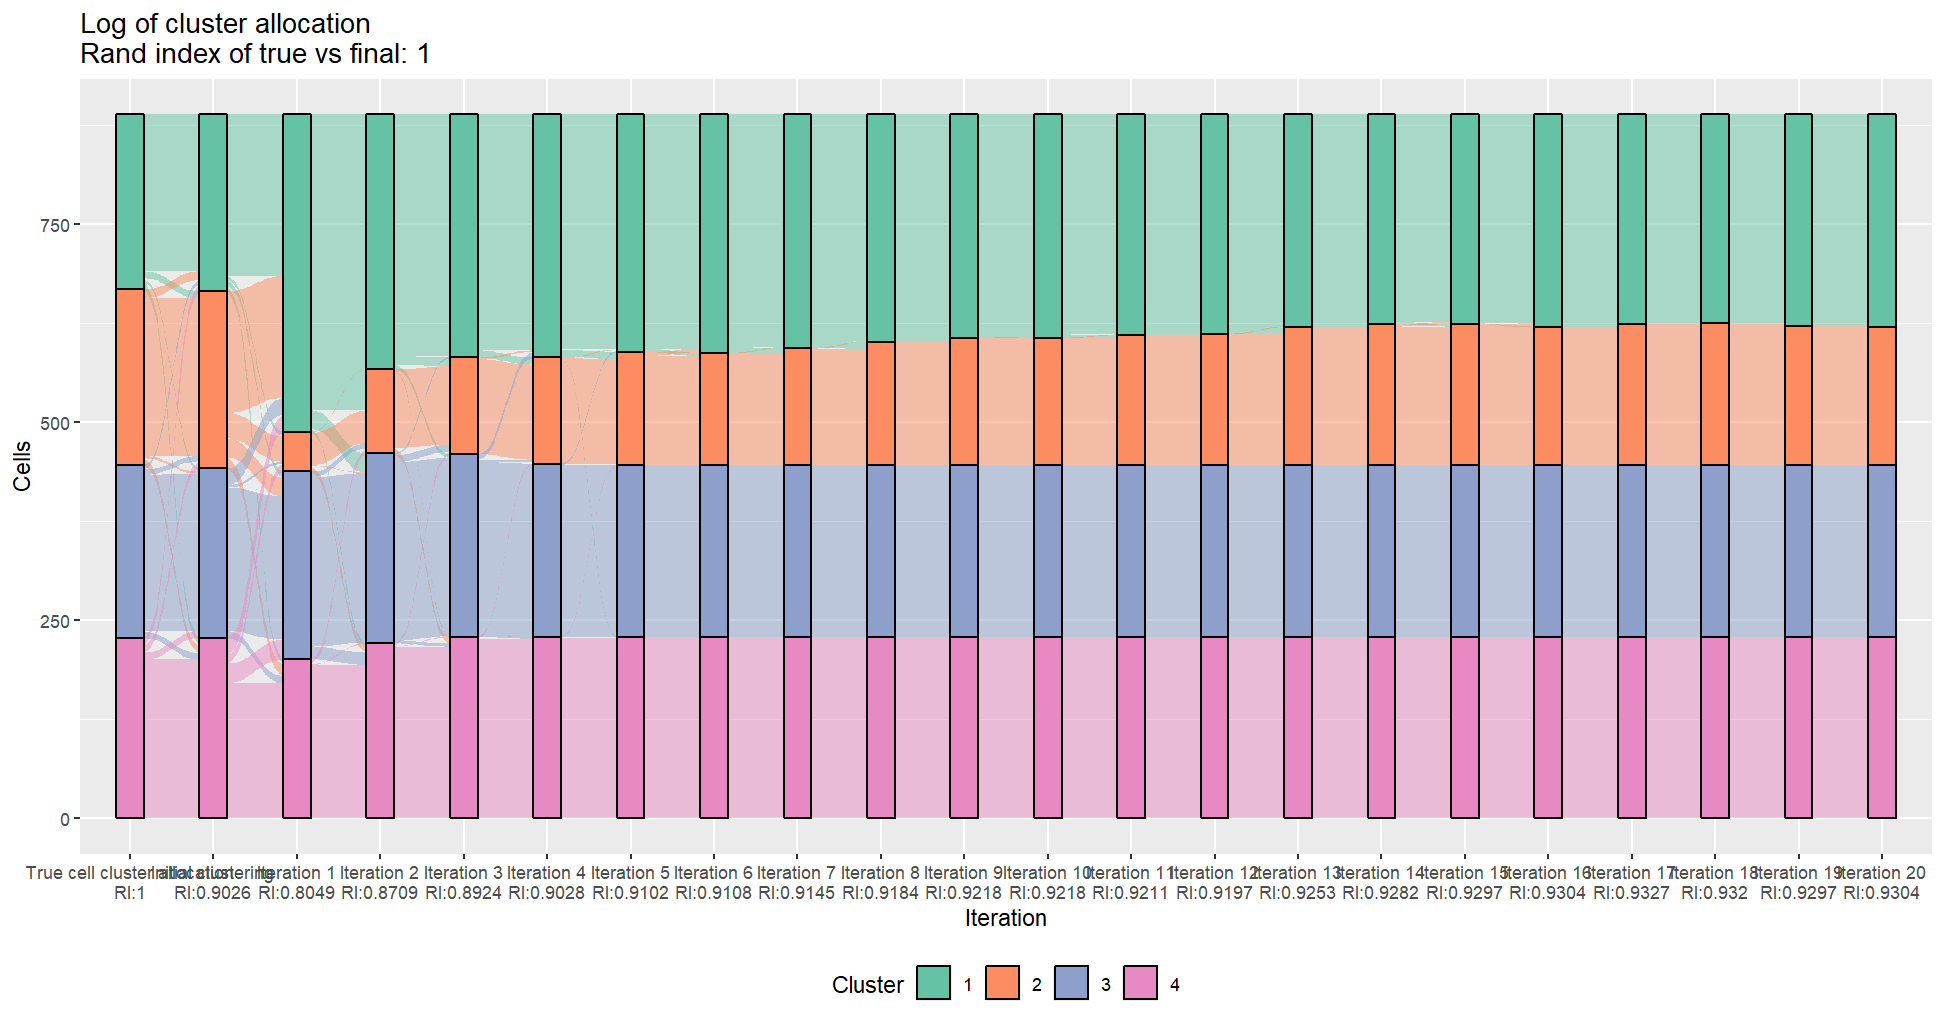 Log of cluster allocation
Rand index of true vs final: 1
Cells
750
500
250
0
True cell cluster allocation
RI:1
Initial clustering
RI:0.9026
Iteration 1
RI:0.8049
Iteration 2
RI:0.8709
Iteration 3
RI:0.8924
Iteration 4
RI:0.9028
Iteration 5
RI:0.9102
Iteration 6
RI:0.9108
Iteration 7
RI:0.9145
Iteration 8
RI:0.9184
Iteration 9
RI:0.9218
Iteration 10
RI:0.9218
Iteration 11
RI:0.9211
Iteration 12
RI:0.9197
Iteration 13
RI:0.9253
Iteration 14
RI:0.9282
Iteration 15
RI:0.9297
Iteration 16
RI:0.9304
Iteration 17
RI:0.9327
Iteration 18
RI:0.932
Iteration 19
RI:0.9297
Iteration 20
RI:0.9304
Iteration
Cluster 1 2 3 4